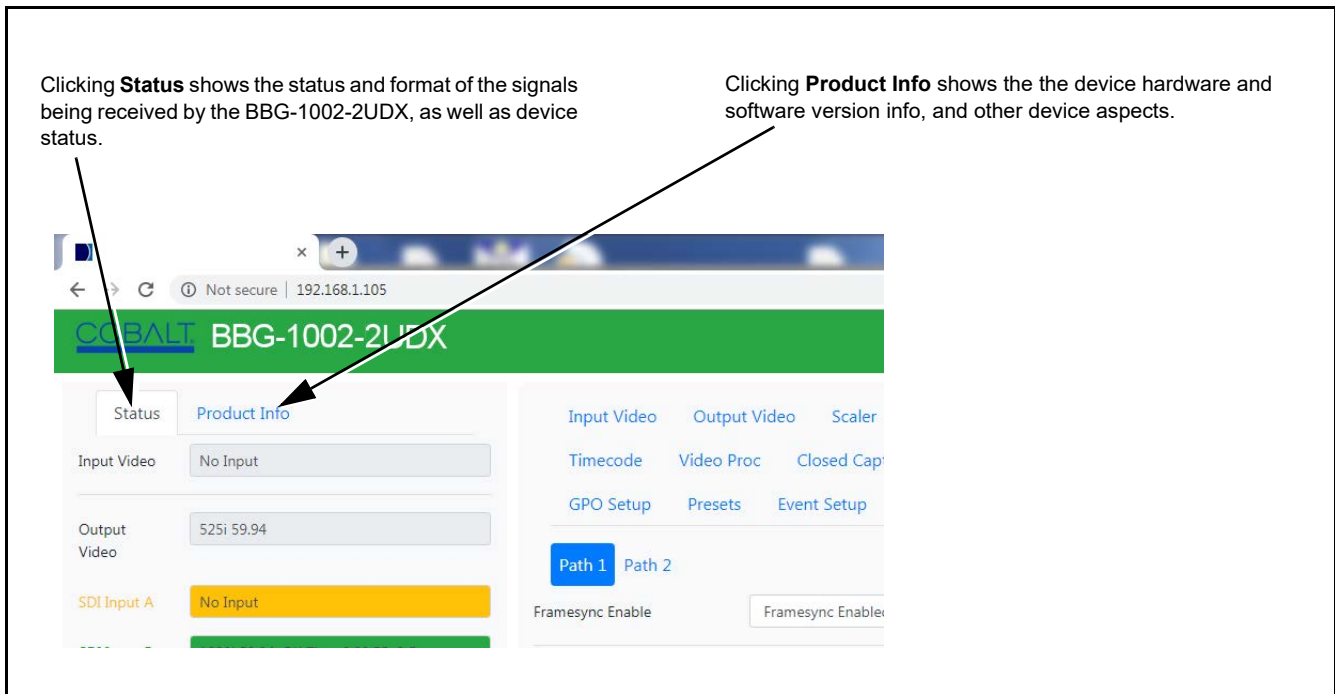 Clicking Status shows the status and format of the signals
being received by the BBG-1002-2UDX, as well as device
status.
Clicking Product Info shows the the device hardware and
software version info, and other device aspects.
Not secure | 192.168.1.105
COBALT. BBG-1002-2UDX
Status Product Info
Input Video No Input
Output
Video
525i 59.94
SDI Input A No Input
Input Video Output Video Scaler
Timecode Video Proc Closed Cap
GPO Setup Presets Event Setup
Path 1 Path 2
Framesync Enable Framesync Enabled